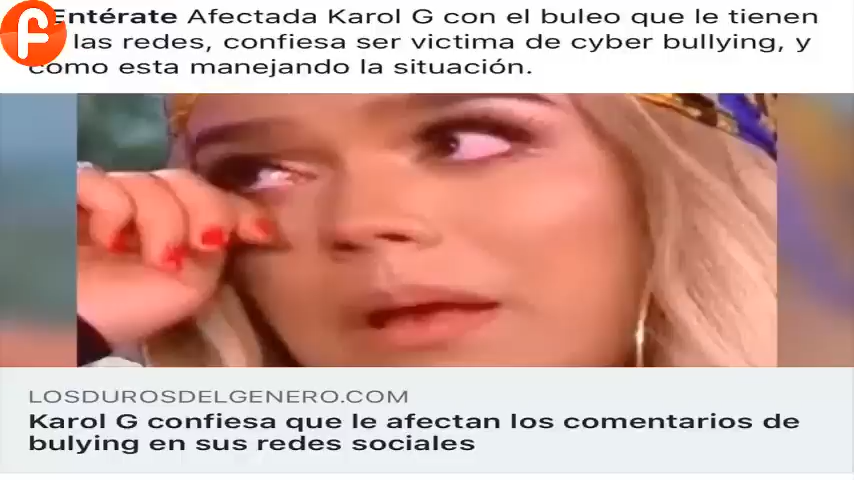 Entérate Afectada Karol G con el buleo que le tienen
las redes, confiesa ser victima de cyber bullying, y
como esta manejando la situación.
LOSDUROSDELGENERO.COM
Karol G confiesa que le afectan los comentarios de
bulying en sus redes sociales